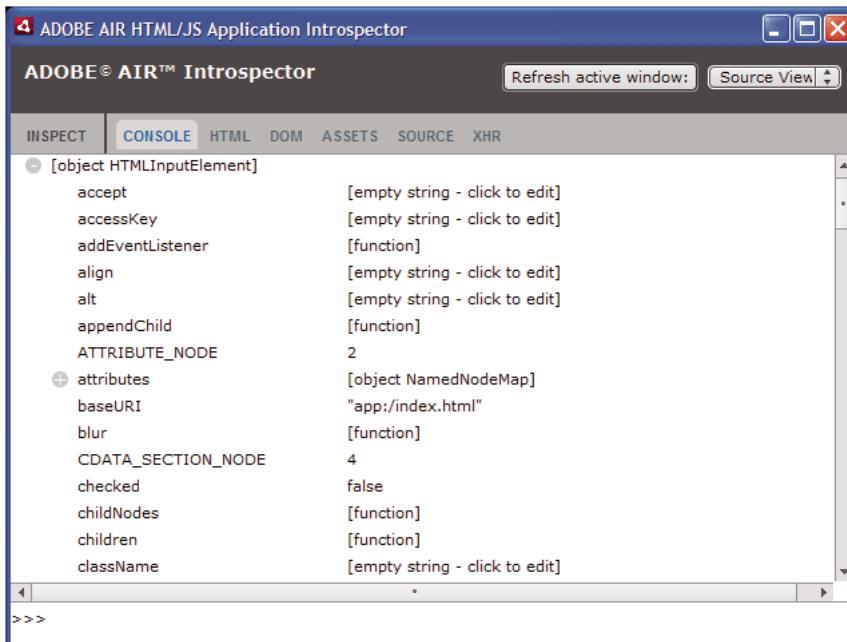 ADOBE AIR HTML/JS Application Introspector
ADOBE© AIR™ Introspector
Refresh active window:
Source View
INSPECT CONSOLE HTML DOM ASSETS SOURCE XHR
[object HTMLInputElement]
accept [empty string - click to edit]
accessKey [empty string - click to edit]
addEventListener [function]
align [empty string - click to edit]
alt [empty string - click to edit]
appendChild [function]
ATTRIBUTE_NODE 2
attributes [object NamedNodeMap]
baseURI "app:/index.html"
blur [function]
CDATA_SECTION_NODE 4
checked false
childNodes [function]
children [function]
className [empty string - click to edit]
>>>